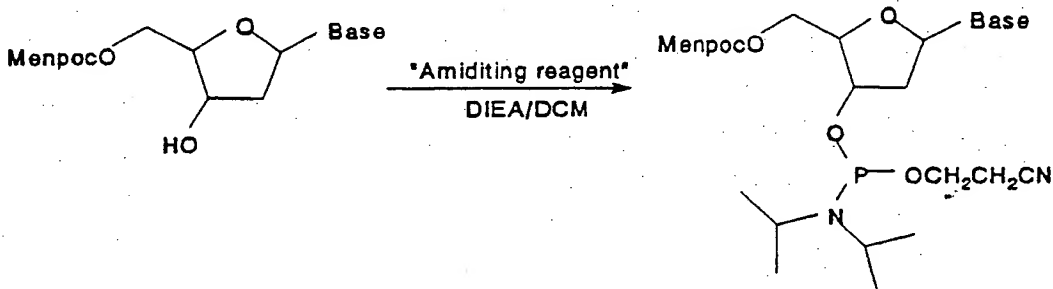 O
Base
MenpocO
HO
"Amiditing reagent"
DIEA/DCM
O
Base
MenpocO
O
P
OCH₂CH₂CN
N